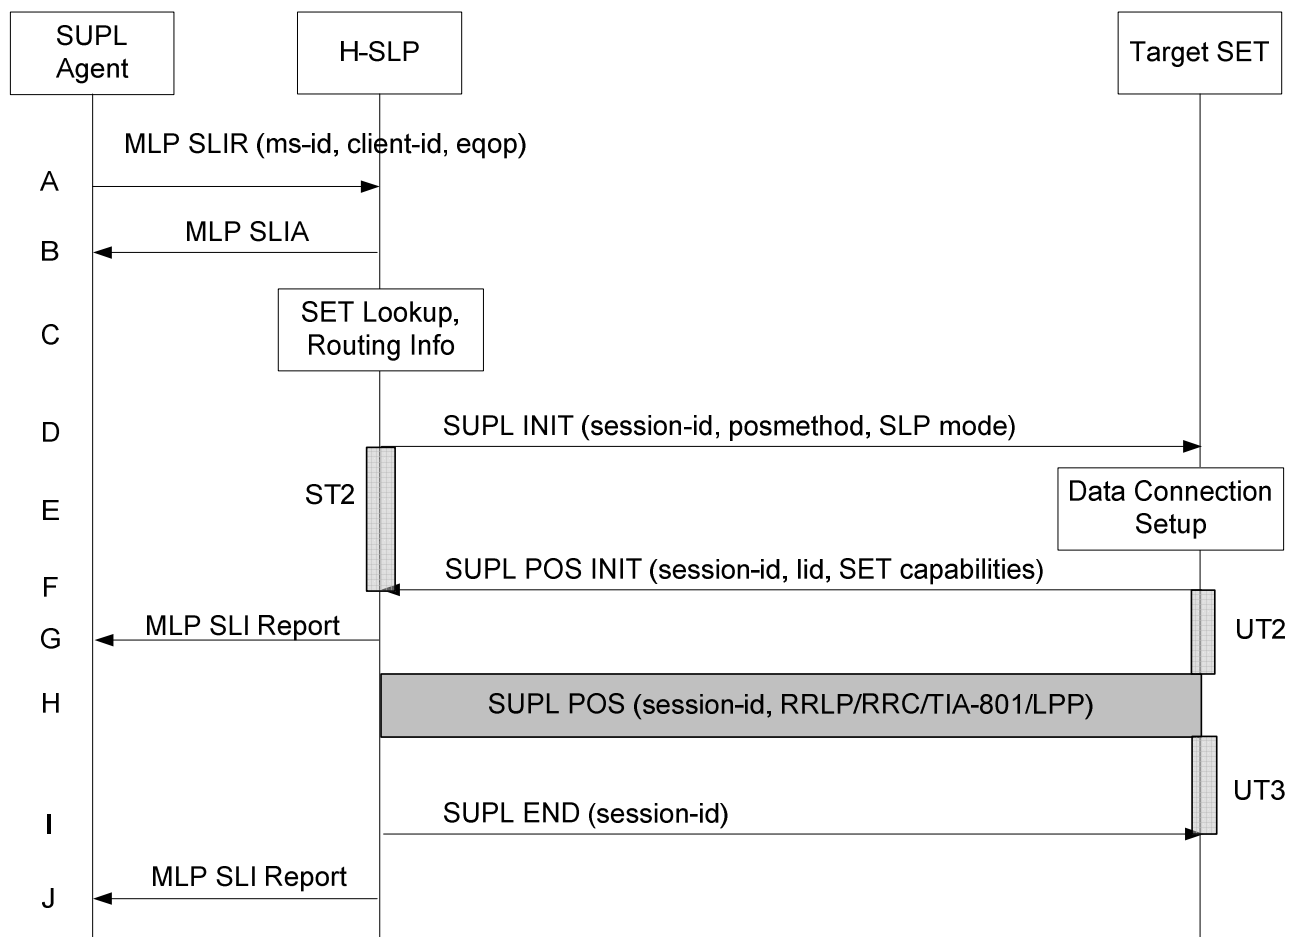 SUPL
Agent
H-SLP
Target SET
MLP SLIR (ms-id, client-id, eqop)
A
MLP SLIA
B
SET Lookup,
Routing Info
C
SUPL INIT (session-id, posmethod, SLP mode)
D
ST2
Data Connection
Setup
E
SUPL POS INIT (session-id, lid, SET capabilities)
F
MLP SLI Report
G
UT2
H
SUPL POS (session-id, RRLP/RRC/TIA-801/LPP)
UT3
SUPL END (session-id)
I
MLP SLI Report
J